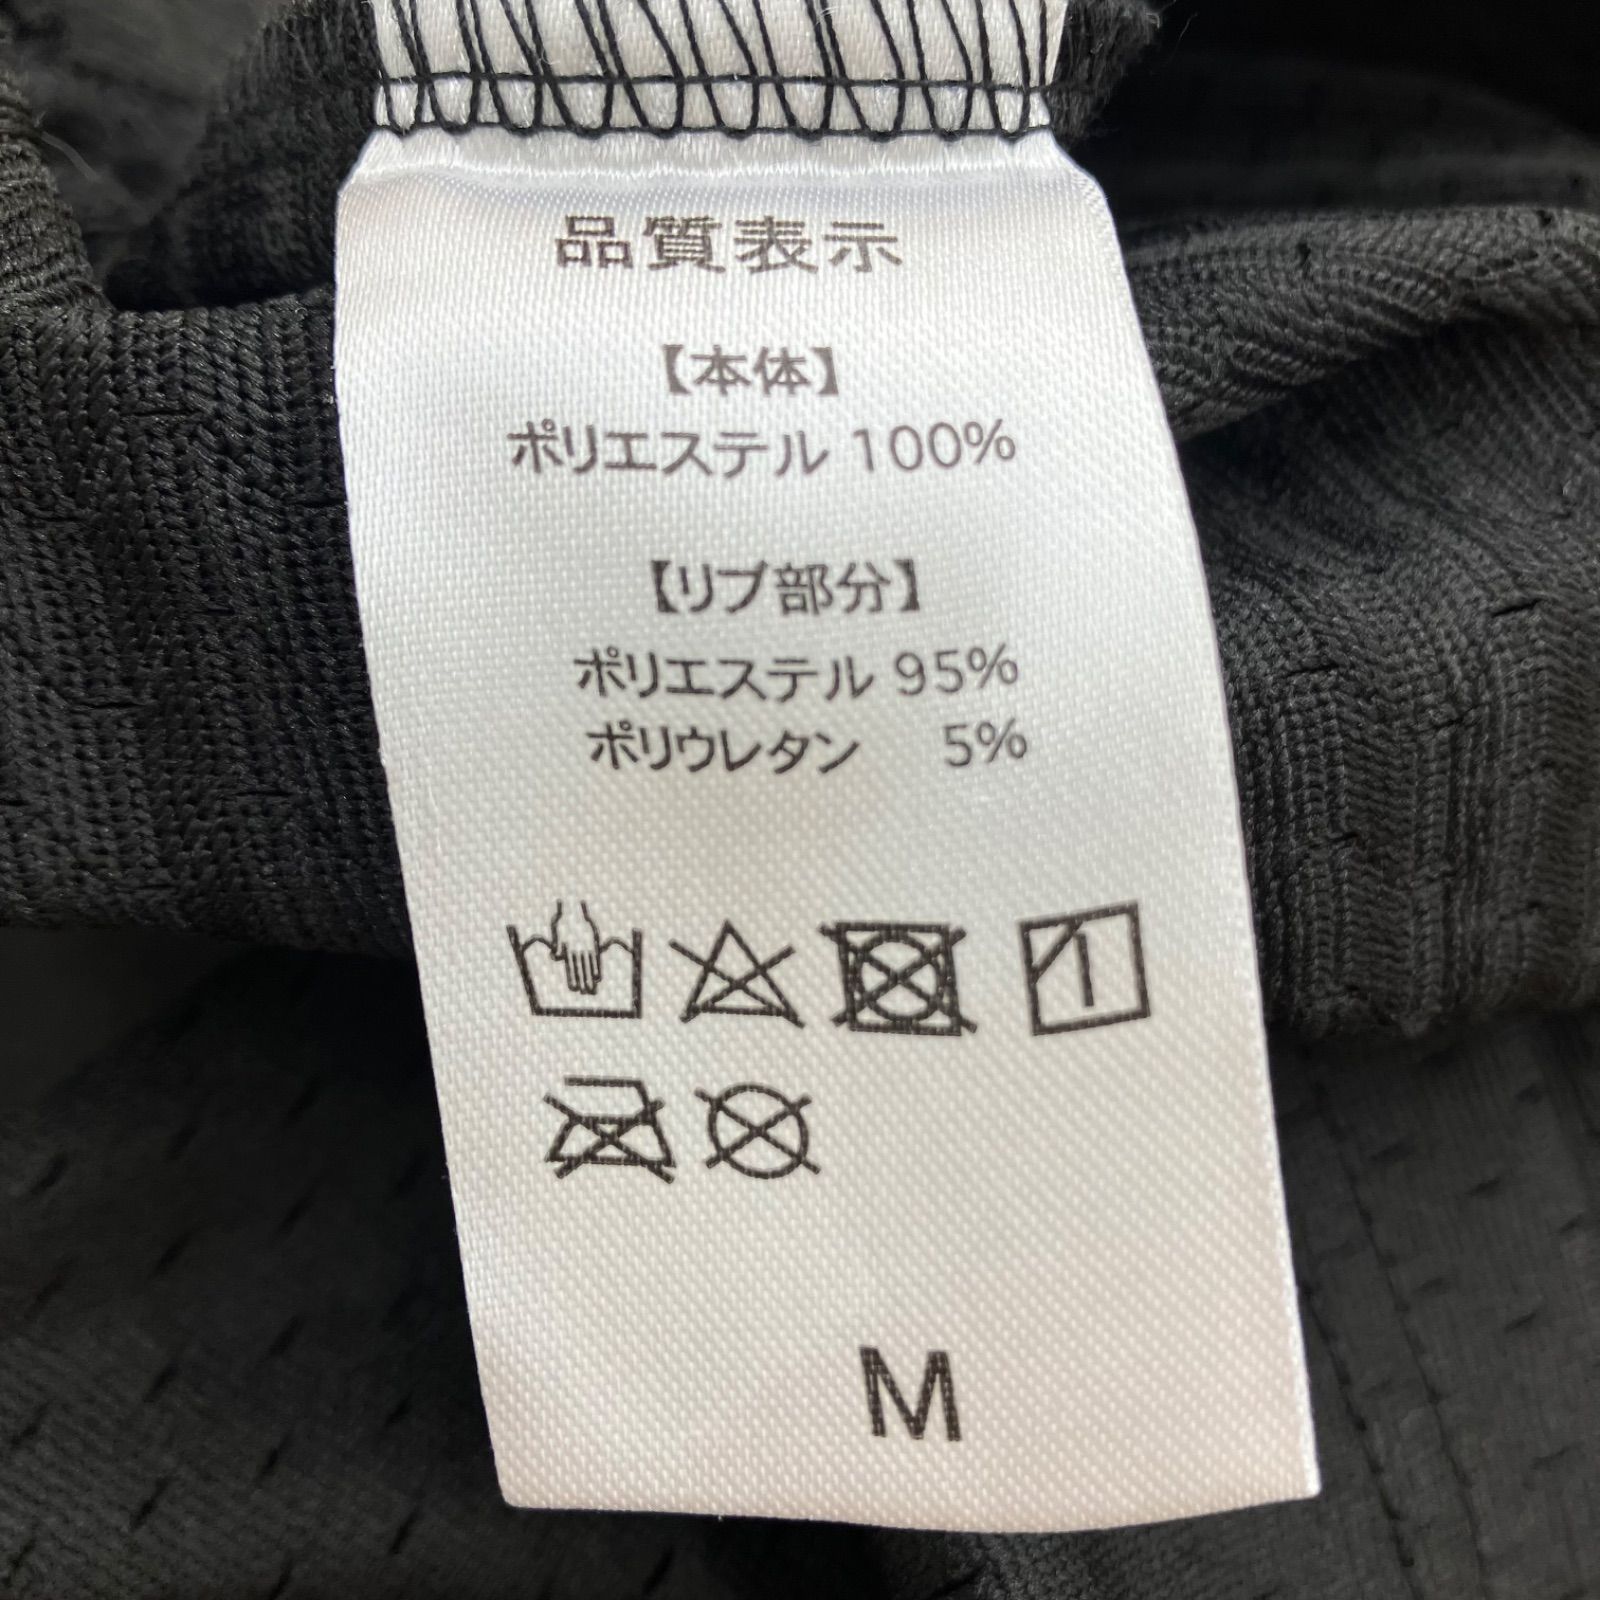 品質表示
【本体】
ポリエステル 100%
【リブ部分】
ポリエステル 95%
ポリウレタン 5%
M